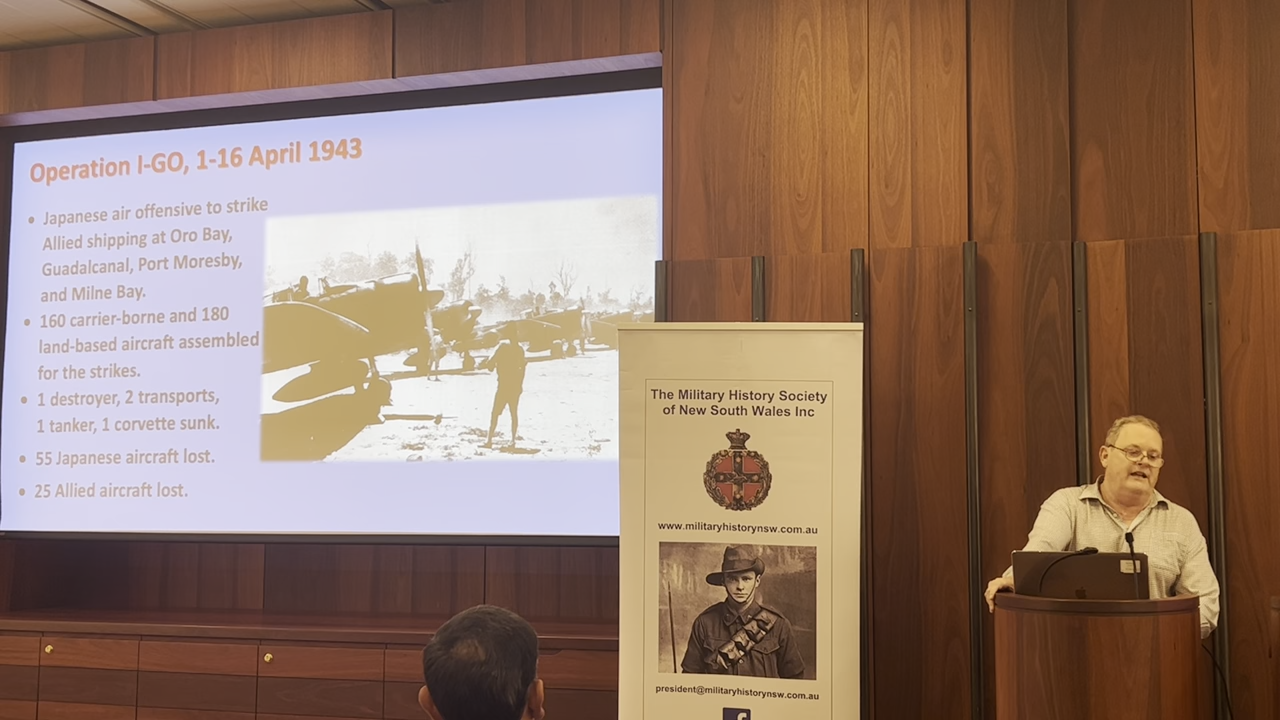 Operation I-GO, 1-16 April 1943
• Japanese air offensive to strike
Allied shipping at Oro Bay,
Guadalcanal, Port Moresby,
and Milne Bay.
• 160 carrier-borne and 180
land-based aircraft assembled
for the strikes.
• 1 destroyer, 2 transports,
1 tanker, 1 corvette sunk.
• 55 Japanese aircraft lost.
• 25 Allied aircraft lost.
The Military History Society
of New South Wales Inc
www.militaryhistorynsw.com.au
president@militaryhistorynsw.com.au